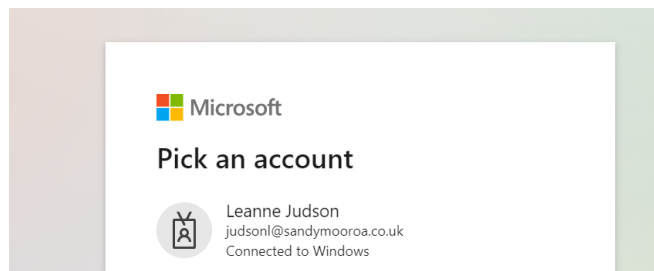 Microsoft
Pick an account
Leanne Judson
judsonl@sandymooroa.co.uk
Connected to Windows